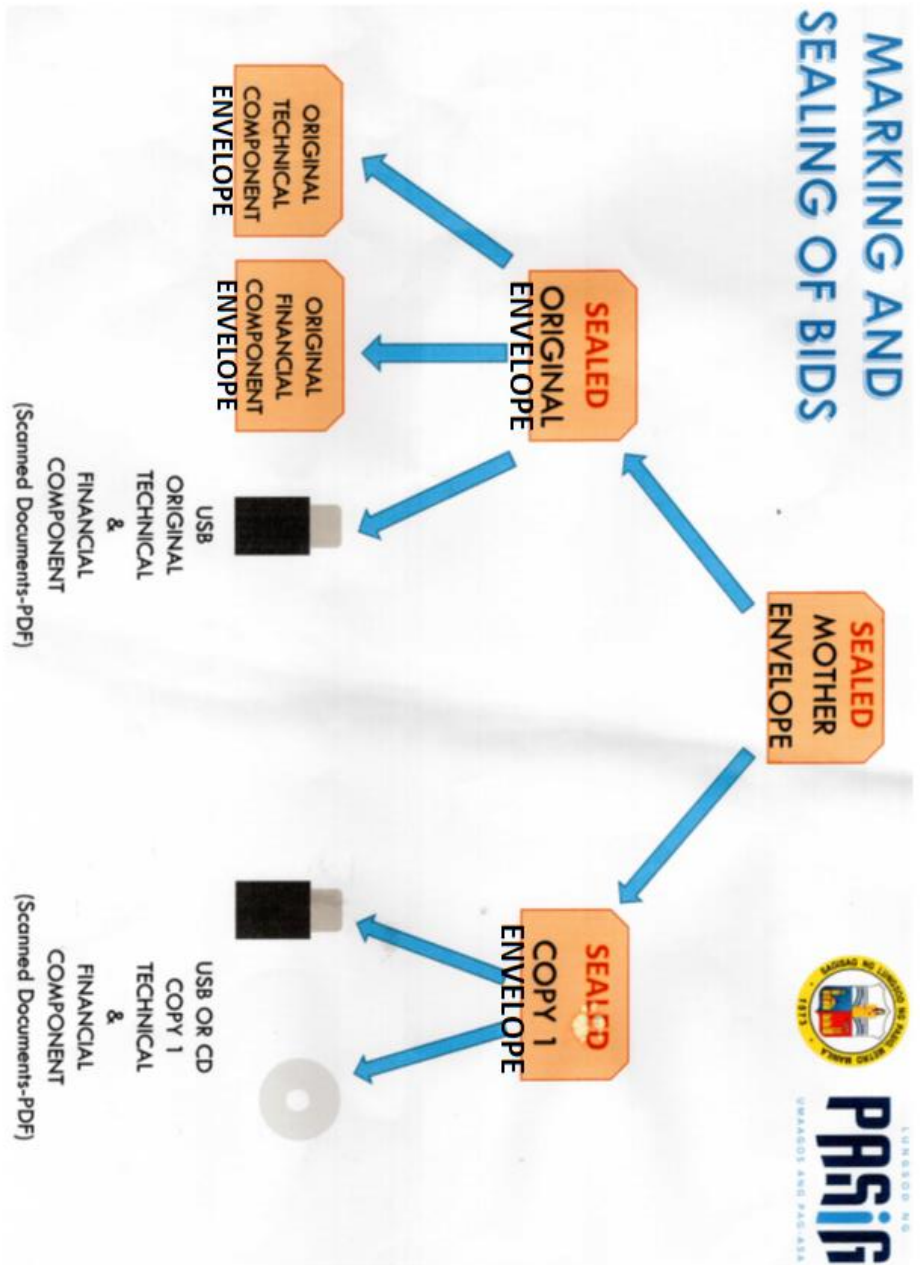 MARKING AND
SEALING OF BIDS
SAGISAG NG LUNGSOD NG PASIG METRO MANILA
1573
LUNGSOD NG
PASIG
UMAAGOS ANG PAG-ASA
SEALED
MOTHER
ENVELOPE
SEALED
ORIGINAL
ENVELOPE
SEALED
COPY 1
ENVELOPE
ORIGINAL
TECHNICAL
COMPONENT
ENVELOPE
ORIGINAL
FINANCIAL
COMPONENT
ENVELOPE
USB
ORIGINAL
TECHNICAL
&
FINANCIAL
COMPONENT
(Scanned Documents-PDF)
USB OR CD
COPY 1
TECHNICAL
&
FINANCIAL
COMPONENT
(Scanned Documents-PDF)